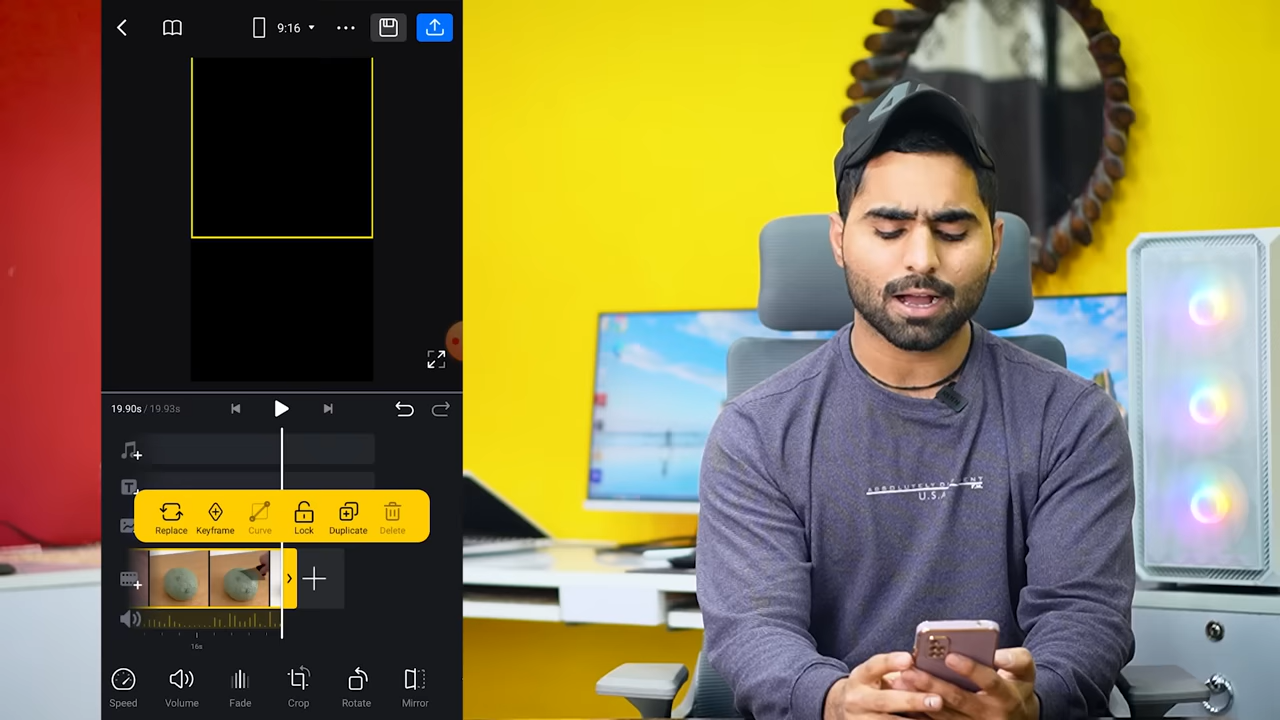 9:16
19.90s / 19.93s
T
Replace Keyframe Curve Lock Duplicate Delete
16s
Speed Volume Fade Crop Rotate Mirror
U.S.A